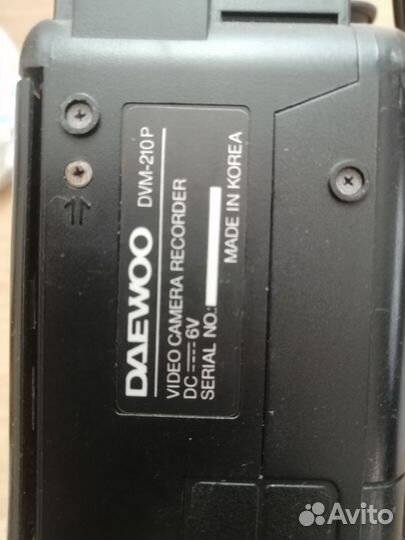 DAEWOO DVM-210P
VIDEO CAMERA RECORDER
DC ⎓ 6V
SERIAL NO: MADE IN KOREA
Avito